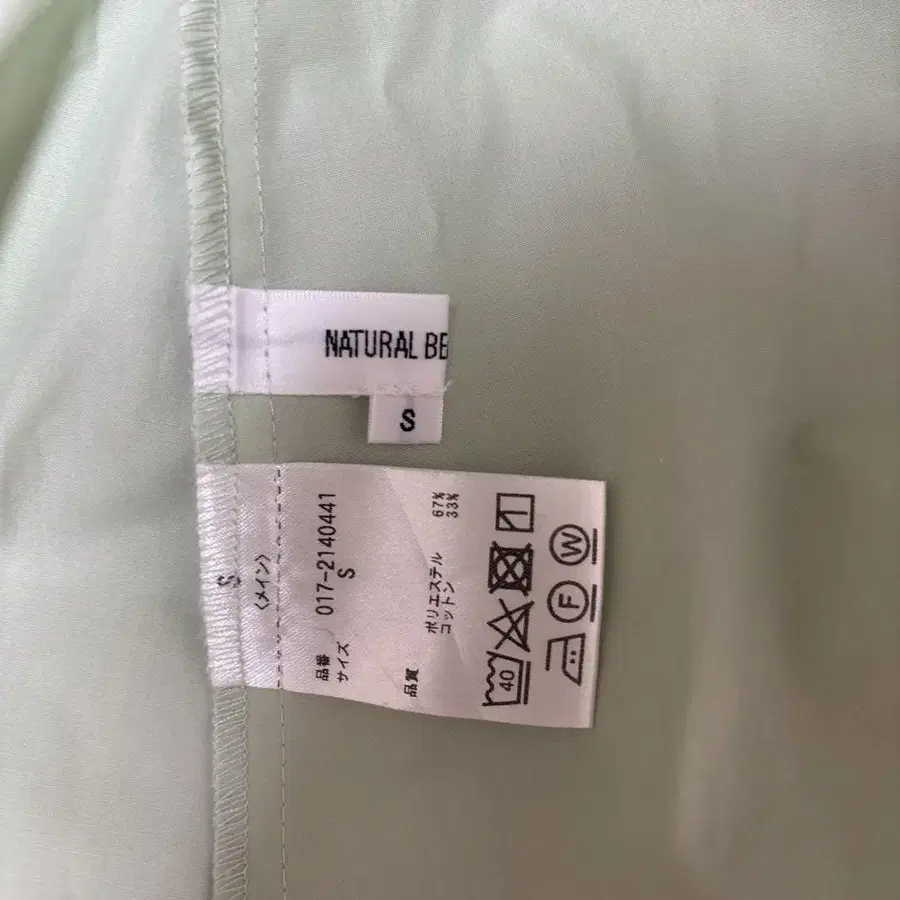 NATURAL BE
S
S
〈メイン〉
品番 017-2140441
サイズ S
品質 ポリエステル 67%
コットン 33%
40
F
W